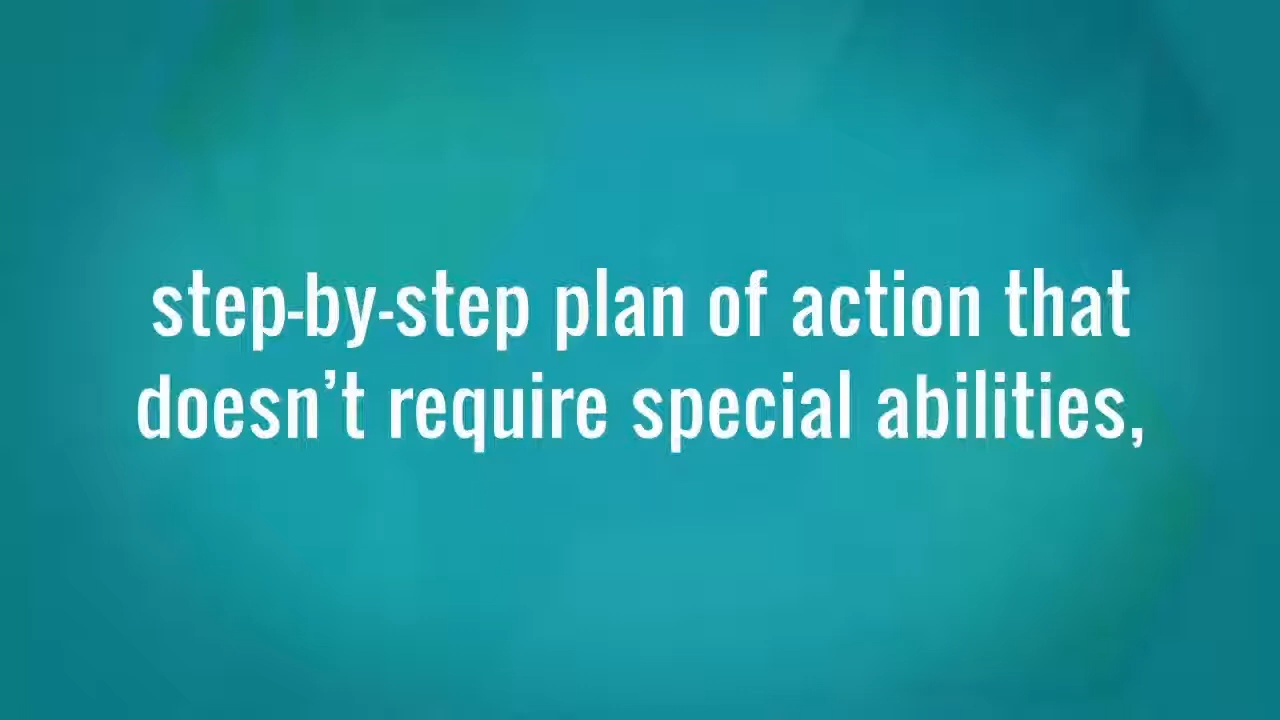 step-by-step plan of action that
doesn’t require special abilities,